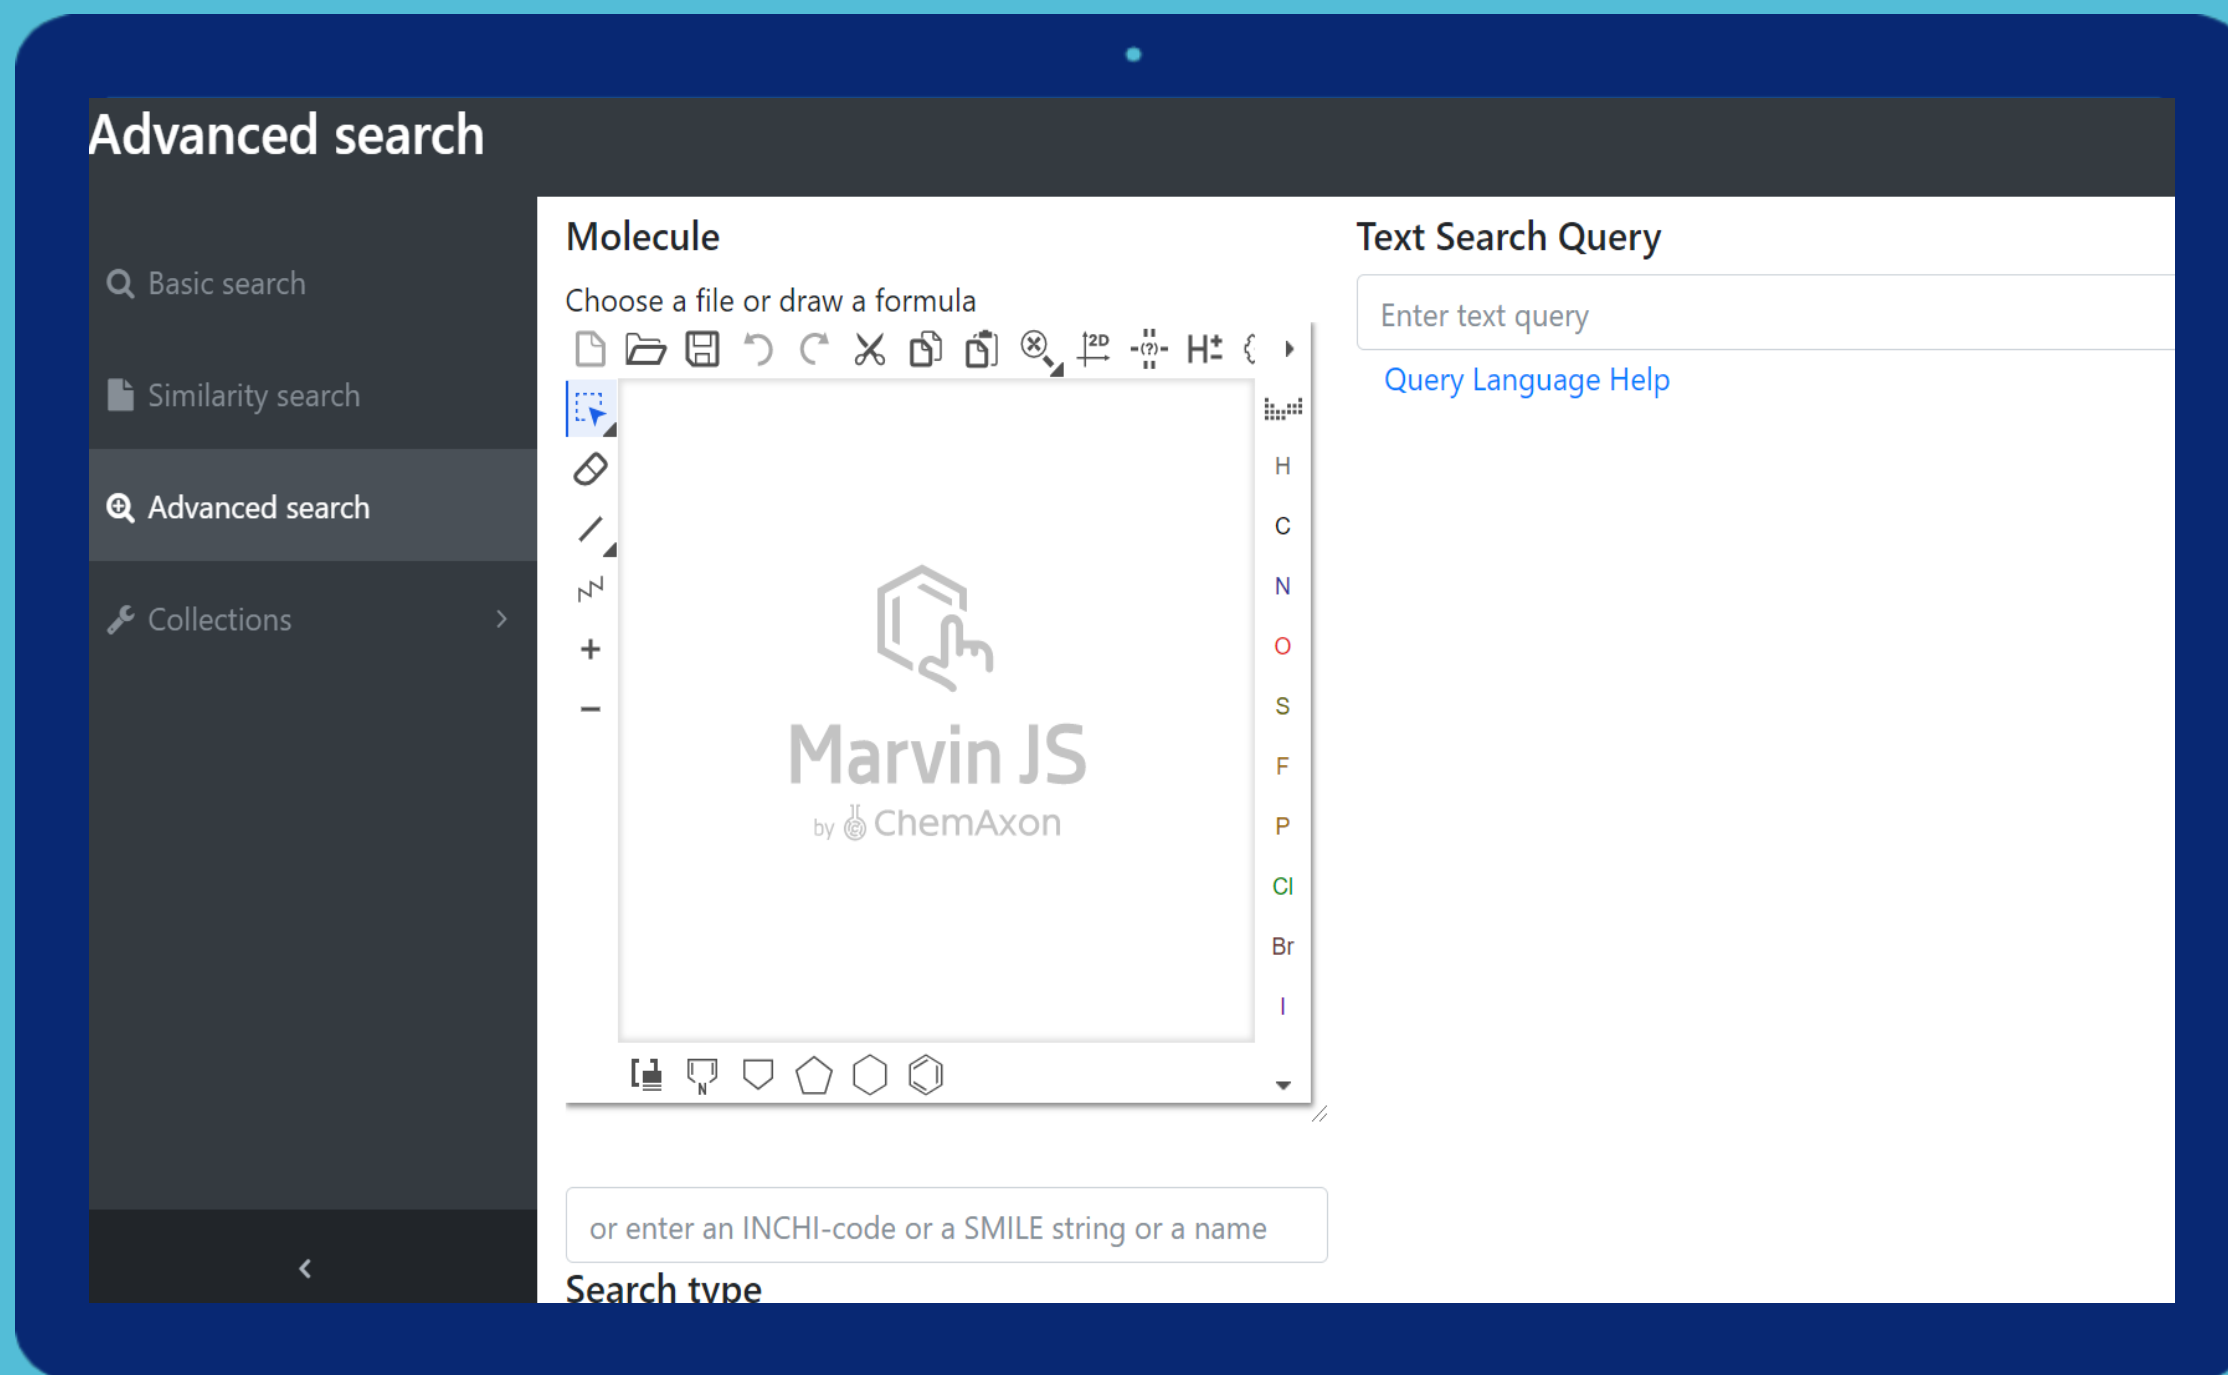 Advanced search
Basic search
Similarity search
Advanced search
Collections
Molecule
Choose a file or draw a formula
2D
(?)
H±
H
C
N
O
S
F
P
Cl
Br
I
Marvin JS
by ChemAxon
N
or enter an INCHI-code or a SMILE string or a name
Search type
Text Search Query
Enter text query
Query Language Help